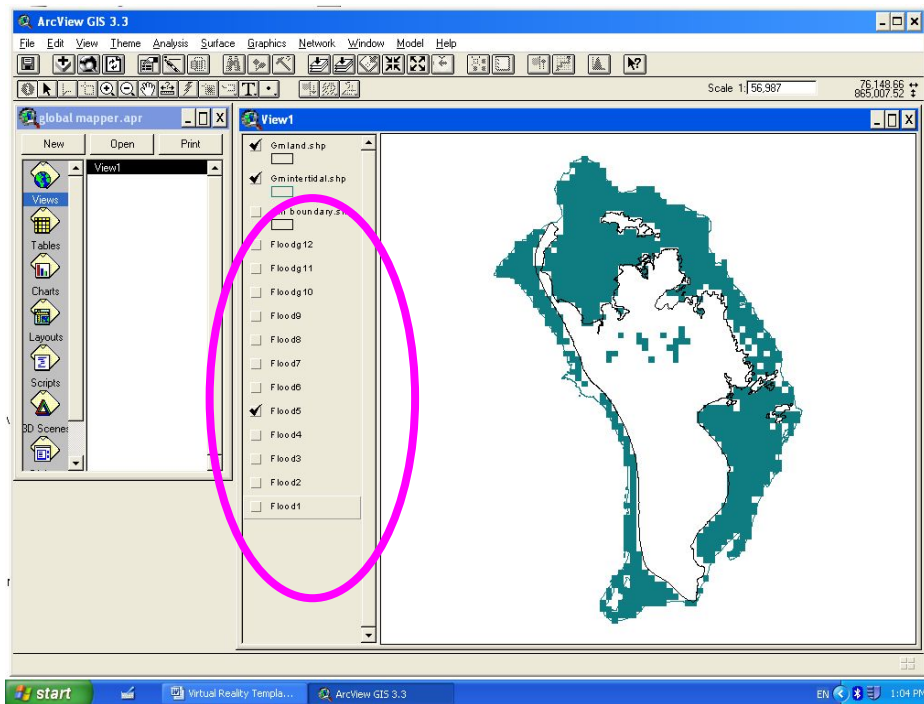 ArcView GIS 3.3
File Edit View Theme Analysis Surface Graphics Network Window Model Help
Scale 1: 56,987
76,148.66
865,007.52
global mapper.apr
New Open Print
Views
Tables
Charts
Layouts
Scripts
3D Scenes
View1
View1
Gmland.shp
Gmintertidal.shp
boundary.s
Floodg12
Floodg11
Floodg10
Flood9
Flood8
Flood7
Flood6
Flood5
Flood4
Flood3
Flood2
Flood1
start
Virtual Reality Templa...
ArcView GIS 3.3
EN
1:04 PM